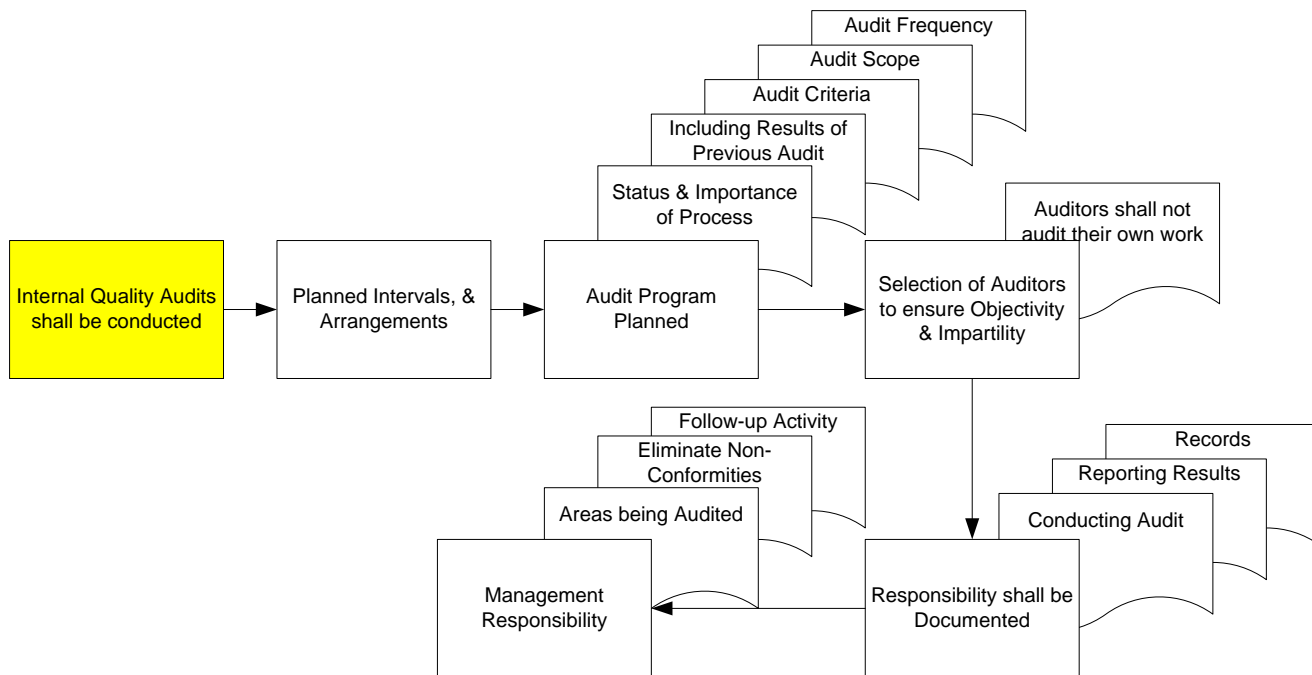 Audit Frequency
Audit Scope
Audit Criteria
Including Results of
Previous Audit
Status & Importance
of Process
Auditors shall not
audit their own work
Internal Quality Audits
shall be conducted
Planned Intervals, &
Arrangements
Audit Program
Planned
Selection of Auditors
to ensure Objectivity
& Impartility
Follow-up Activity
Eliminate Non-
Conformities
Areas being Audited
Management
Responsibility
Records
Reporting Results
Conducting Audit
Responsibility shall be
Documented